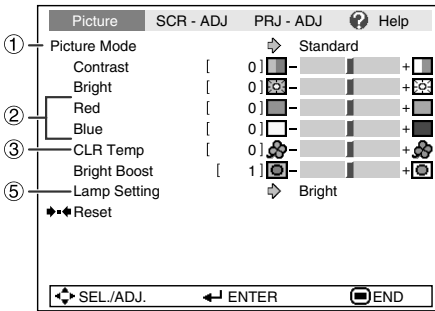 Picture SCR - ADJ PRJ - ADJ ? Help
① Picture Mode Standard
Contrast [ 0 ] - +
Bright [ 0 ] - +
② Red [ 0 ] - +
Blue [ 0 ] - +
③ CLR Temp [ 0 ] - +
Bright Boost [ 1 ] - +
⑤ Lamp Setting Bright
Reset
SEL./ADJ. ENTER END